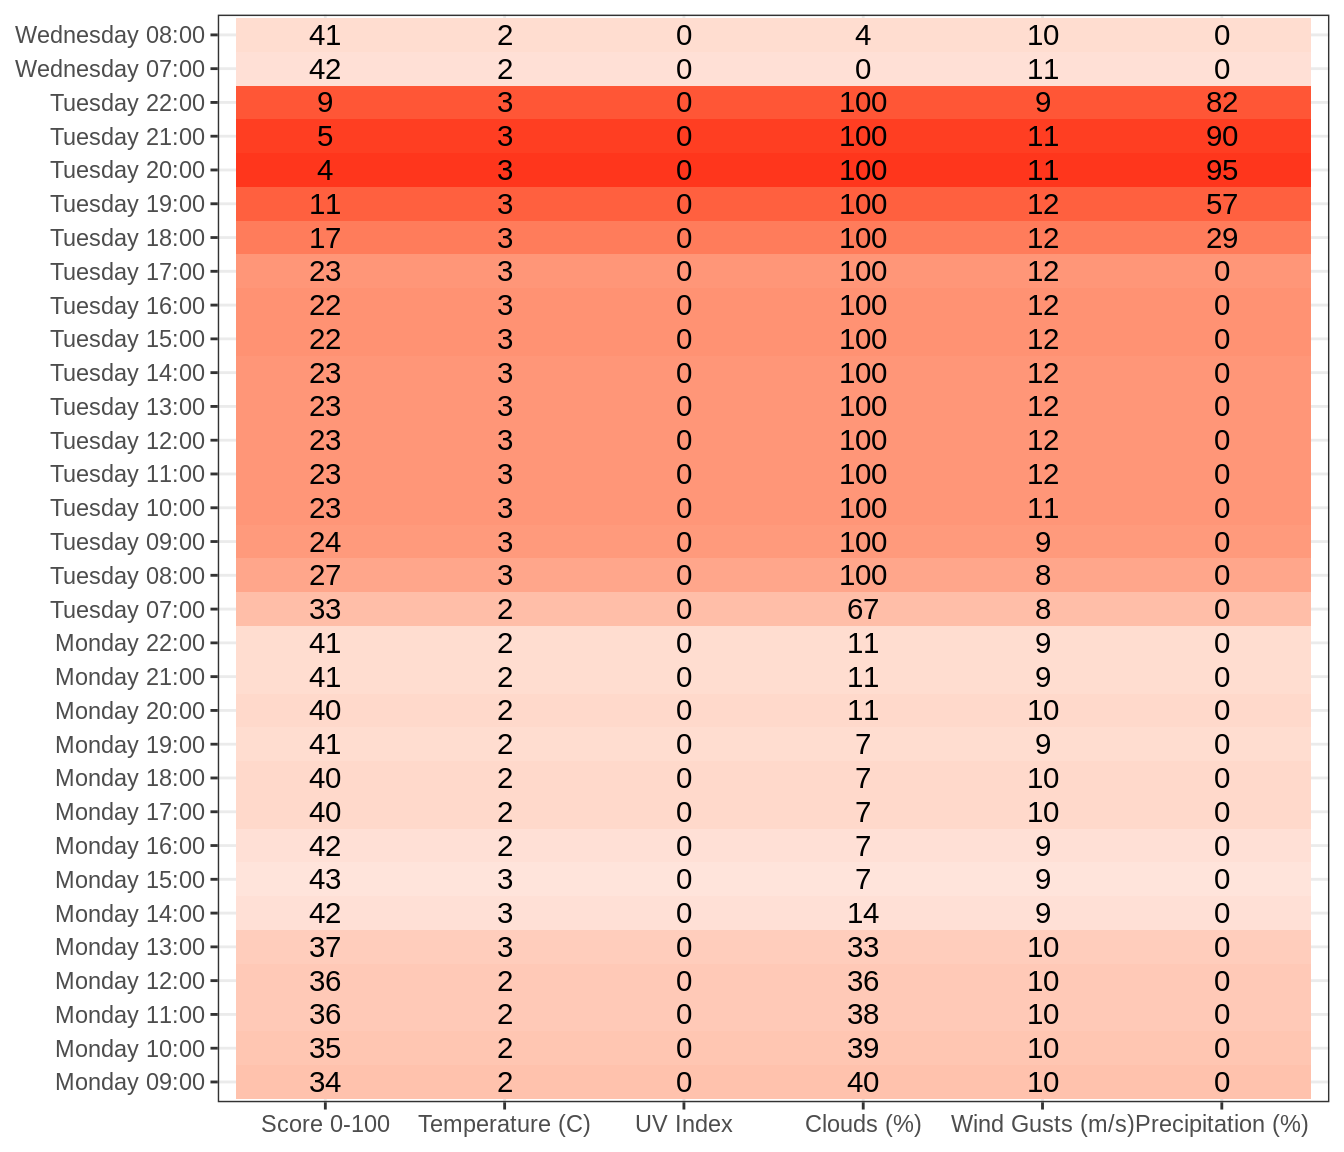 Wednesday 08:00 41 2 0 4 10 0
Wednesday 07:00 42 2 0 0 11 0
Tuesday 22:00 9 3 0 100 9 82
Tuesday 21:00 5 3 0 100 11 90
Tuesday 20:00 4 3 0 100 11 95
Tuesday 19:00 11 3 0 100 12 57
Tuesday 18:00 17 3 0 100 12 29
Tuesday 17:00 23 3 0 100 12 0
Tuesday 16:00 22 3 0 100 12 0
Tuesday 15:00 22 3 0 100 12 0
Tuesday 14:00 23 3 0 100 12 0
Tuesday 13:00 23 3 0 100 12 0
Tuesday 12:00 23 3 0 100 12 0
Tuesday 11:00 23 3 0 100 12 0
Tuesday 10:00 23 3 0 100 11 0
Tuesday 09:00 24 3 0 100 9 0
Tuesday 08:00 27 3 0 100 8 0
Tuesday 07:00 33 2 0 67 8 0
Monday 22:00 41 2 0 11 9 0
Monday 21:00 41 2 0 11 9 0
Monday 20:00 40 2 0 11 10 0
Monday 19:00 41 2 0 7 9 0
Monday 18:00 40 2 0 7 10 0
Monday 17:00 40 2 0 7 10 0
Monday 16:00 42 2 0 7 9 0
Monday 15:00 43 3 0 7 9 0
Monday 14:00 42 3 0 14 9 0
Monday 13:00 37 3 0 33 10 0
Monday 12:00 36 2 0 36 10 0
Monday 11:00 36 2 0 38 10 0
Monday 10:00 35 2 0 39 10 0
Monday 09:00 34 2 0 40 10 0
Score 0-100 Temperature (C) UV Index Clouds (%) Wind Gusts (m/s) Precipitation (%)